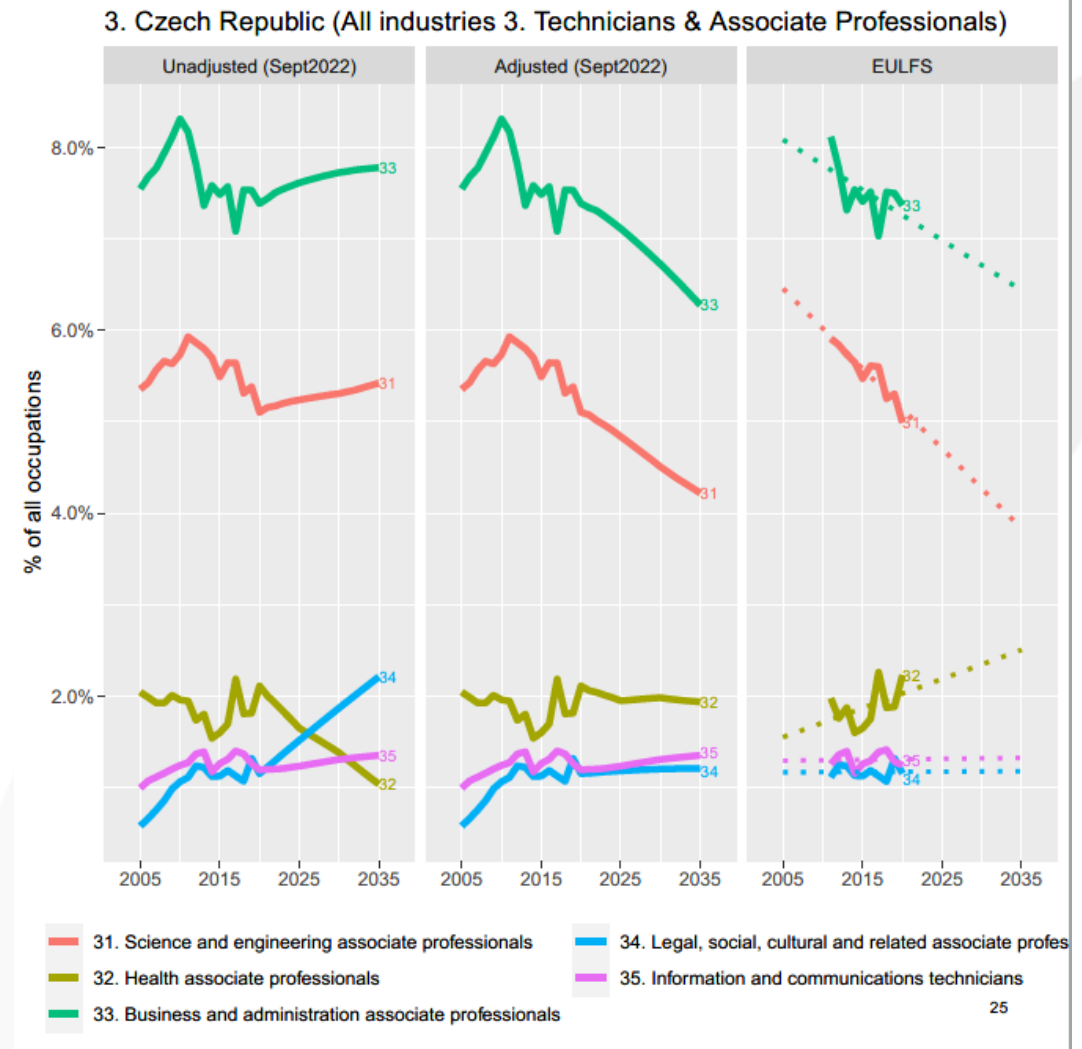 3. Czech Republic (All industries 3. Technicians & Associate Professionals)
Unadjusted (Sept2022)
Adjusted (Sept2022)
EULFS
% of all occupations
8.0%
6.0%
4.0%
2.0%
33
31
34
35
32
33
31
32
35
34
33
31
32
35
34
2005 2015 2025 2035
2005 2015 2025 2035
2005 2015 2025 2035
31. Science and engineering associate professionals
32. Health associate professionals
33. Business and administration associate professionals
34. Legal, social, cultural and related associate profes
35. Information and communications technicians
25